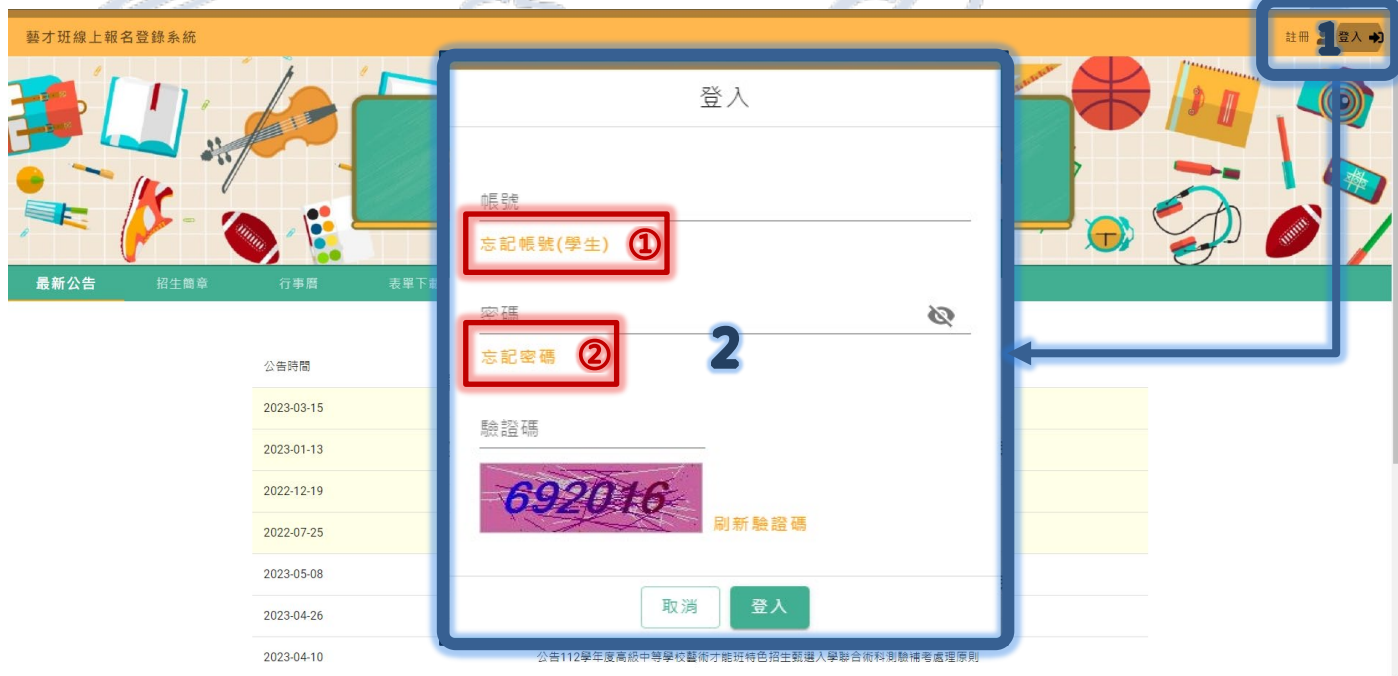 藝才班線上報名登錄系統
註冊 1 登入
登入
帳號
忘記帳號(學生) ①
最新公告 招生簡章 行事曆 表單下載
密碼
忘記密碼 ② 2
公告時間
2023-03-15
驗證碼
2023-01-13
2022-12-19
692016
刷新驗證碼
2022-07-25
2023-05-08
取消 登入
2023-04-26
2023-04-10 公告112學年度高級中等學校藝術才能班特色招生甄選入學聯合術科測驗補考處理原則